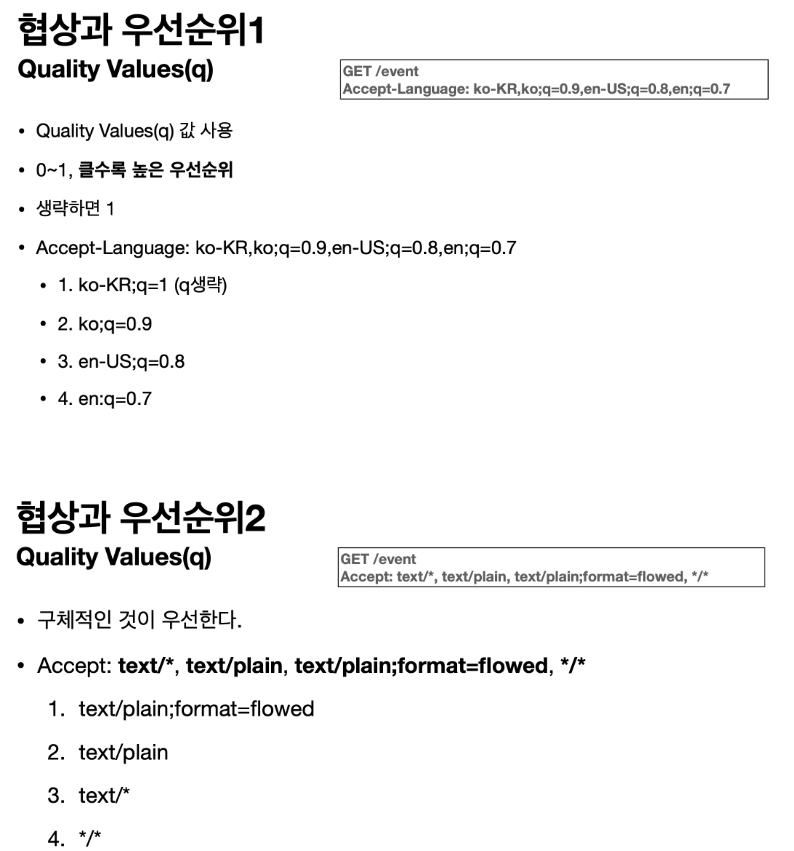 협상과 우선순위1
Quality Values(q)
GET /event
Accept-Language: ko-KR,ko;q=0.9,en-US;q=0.8,en;q=0.7
• Quality Values(q) 값 사용
• 0~1, 클수록 높은 우선순위
• 생략하면 1
• Accept-Language: ko-KR,ko;q=0.9,en-US;q=0.8,en;q=0.7
• 1. ko-KR;q=1 (q생략)
• 2. ko;q=0.9
• 3. en-US;q=0.8
• 4. en:q=0.7
협상과 우선순위2
Quality Values(q)
GET /event
Accept: text/*, text/plain, text/plain;format=flowed, */*
• 구체적인 것이 우선한다.
• Accept: text/*, text/plain, text/plain;format=flowed, */*
1. text/plain;format=flowed
2. text/plain
3. text/*
4. */*